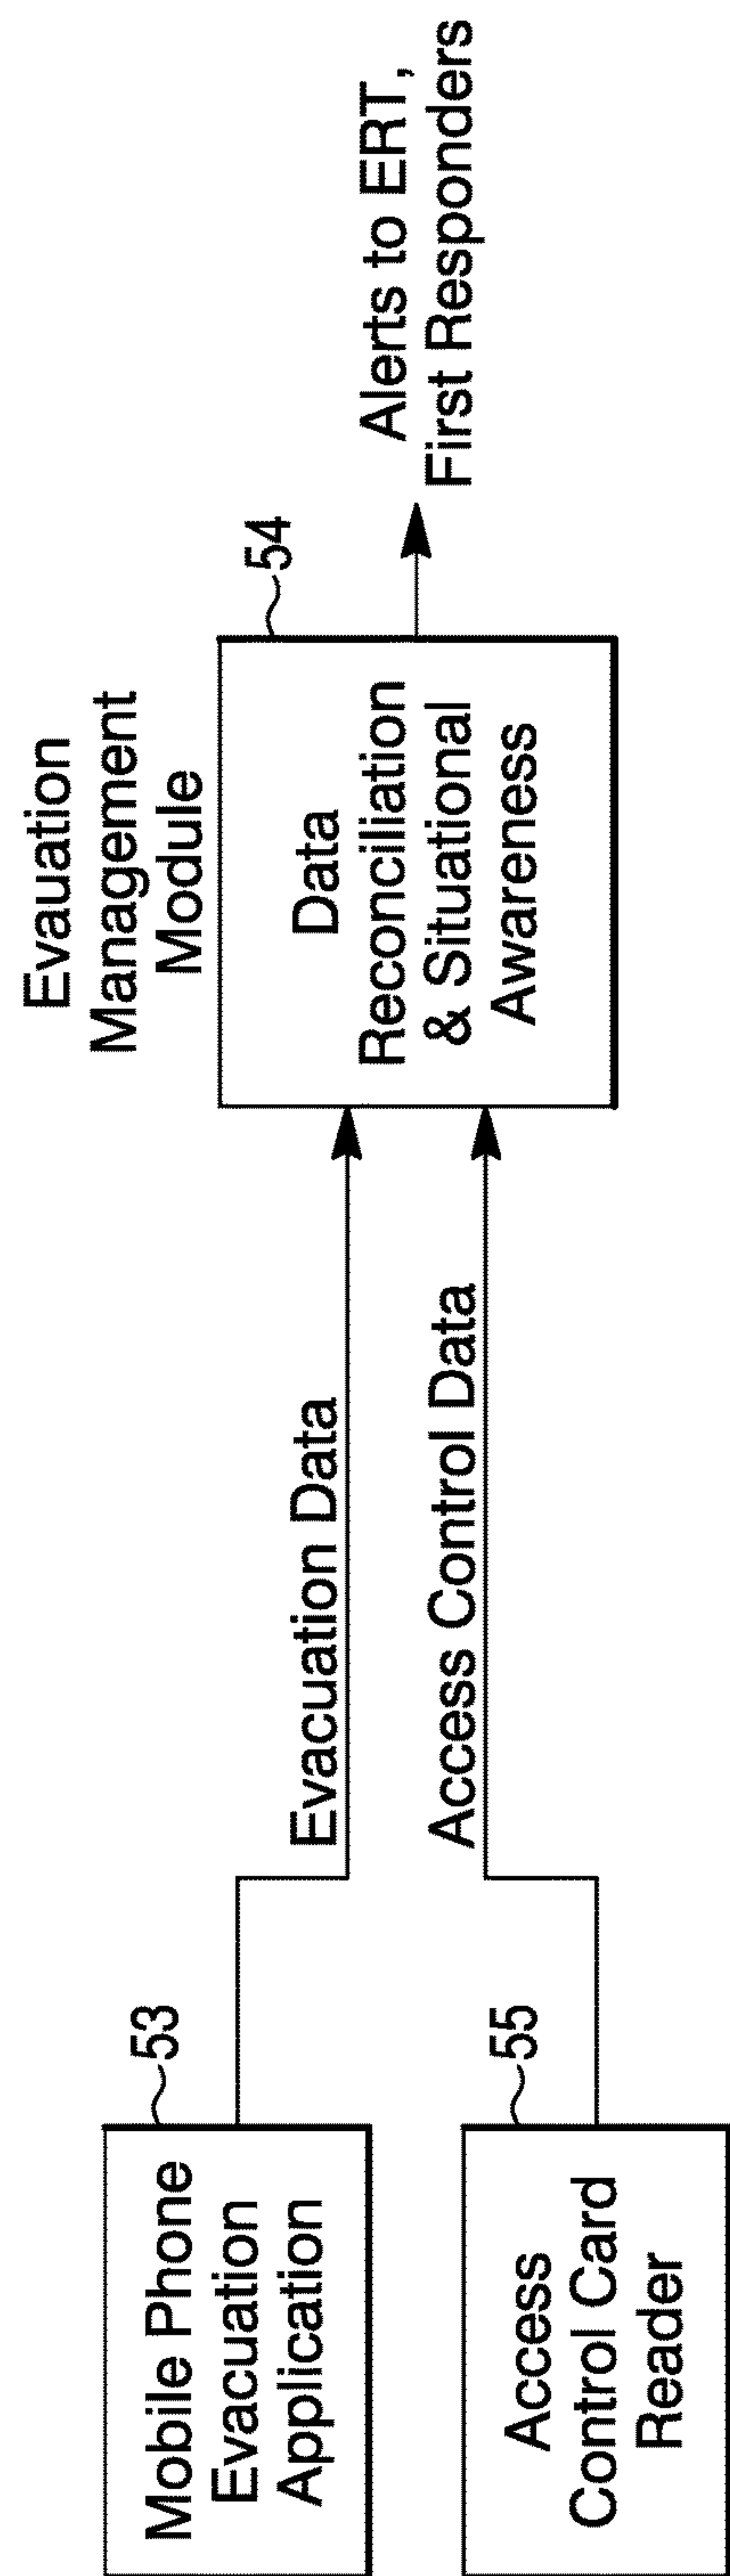 Mobile Phone
Evacuation
Application
53
Access
Control Card
Reader
55
Evacuation Data
Access Control Data
Evauation
Management
Module
54
Data
Reconciliation
& Situational
Awareness
Alerts to ERT,
First Responders